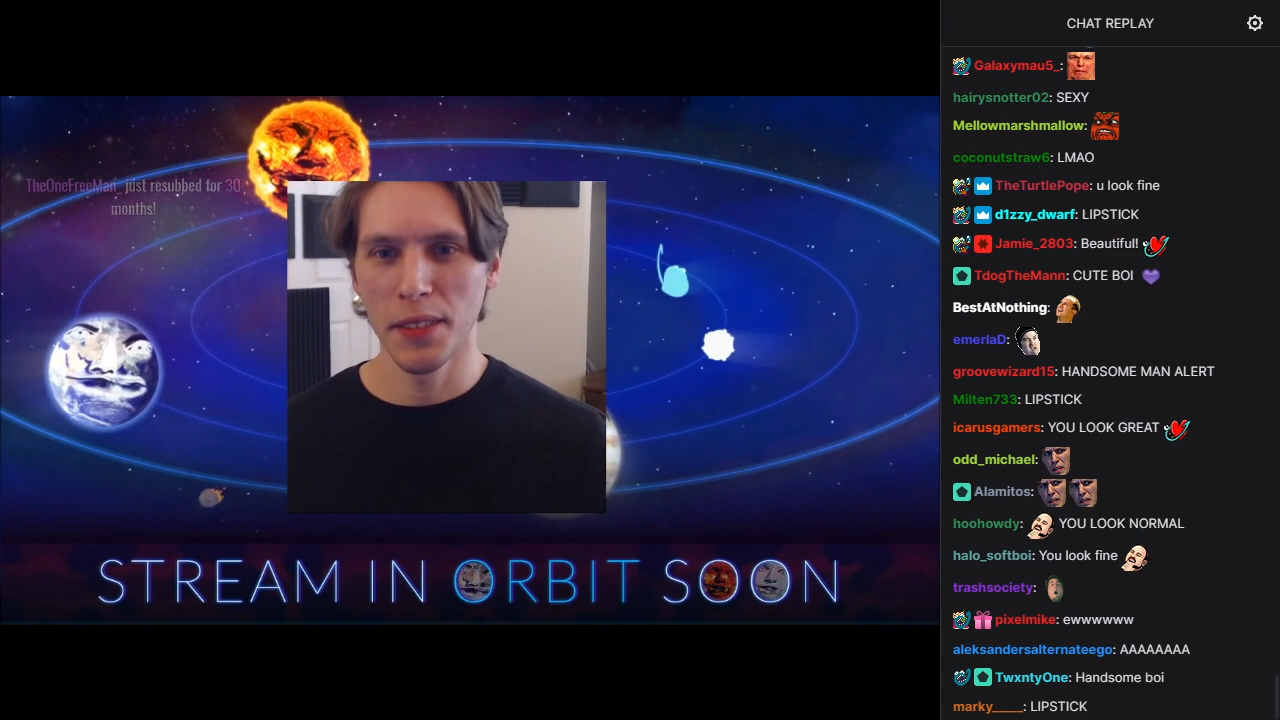 TheOneFreeMan_ just resubbed for 30
months!
STREAM IN ORBIT SOON
CHAT REPLAY
Galaxymau5_:
hairysnotter02: SEXY
Mellowmarshmallow:
coconutstraw6: LMAO
TheTurtlePope: u look fine
d1zzy_dwarf: LIPSTICK
Jamie_2803: Beautiful!
TdogTheMann: CUTE BOI
BestAtNothing:
emerlaD:
groovewizard15: HANDSOME MAN ALERT
Milten733: LIPSTICK
icarusgamers: YOU LOOK GREAT
odd_michael:
Alamitos:
hoohowdy: YOU LOOK NORMAL
halo_softboi: You look fine
trashsociety:
pixelmike: ewwwwww
aleksandersalternateego: AAAAAAAA
TwxntyOne: Handsome boi
marky_____: LIPSTICK